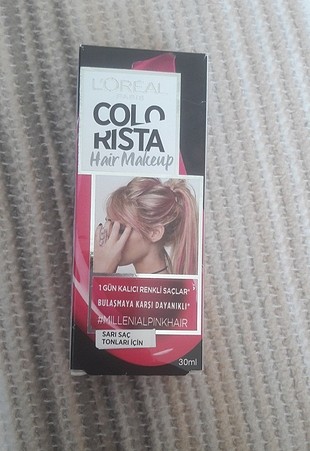 L'ORÉAL
PARIS
COLO
RISTA
Hair Makeup
1 GÜN KALICI RENKLİ SAÇLAR*
BULAŞMAYA KARŞI DAYANIKLI*
#MILLENIALPINKHAIR
SARI SAÇ
TONLARI İÇİN
30ml